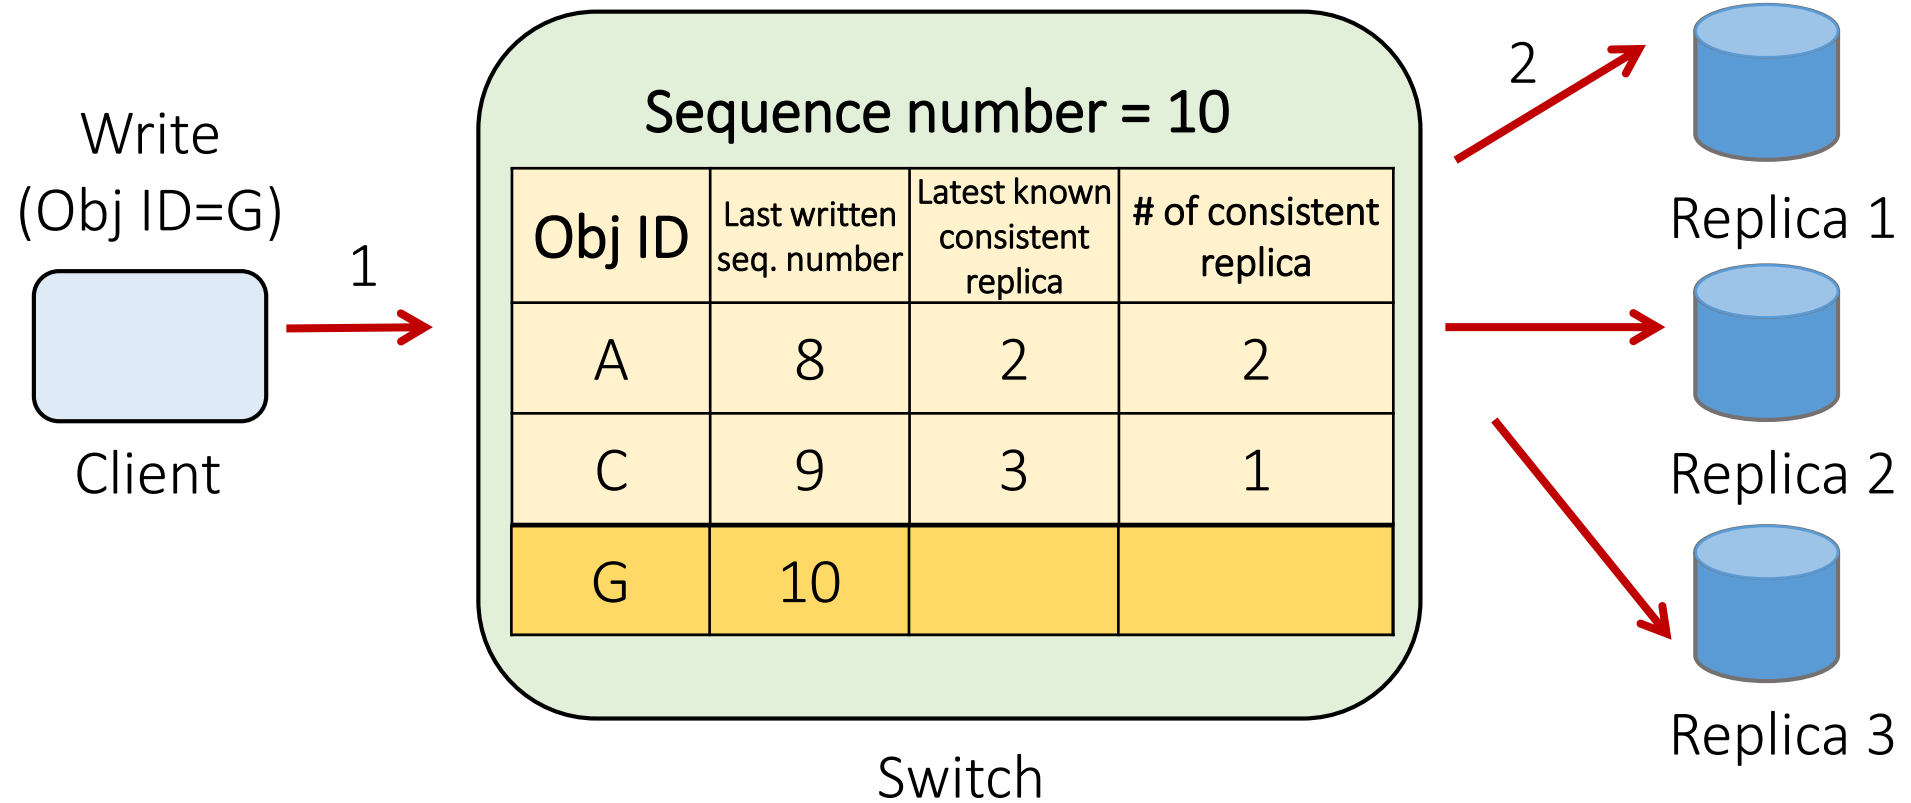 Write
(Obj ID=G)
1
Client
Sequence number = 10
Obj ID
Last written
seq. number
Latest known
consistent
replica
# of consistent
replica
A 8 2 2
C 9 3 1
G 10
Switch
2
Replica 1
Replica 2
Replica 3